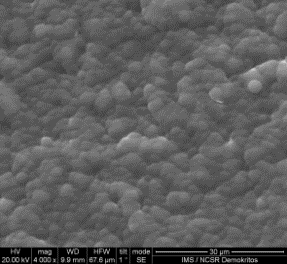 HV mag WD HFW tilt mode 30 µm
20.00 kV 4 000 x 9.9 mm 67.6 µm 1 ° SE IMS / NCSR Demokritos